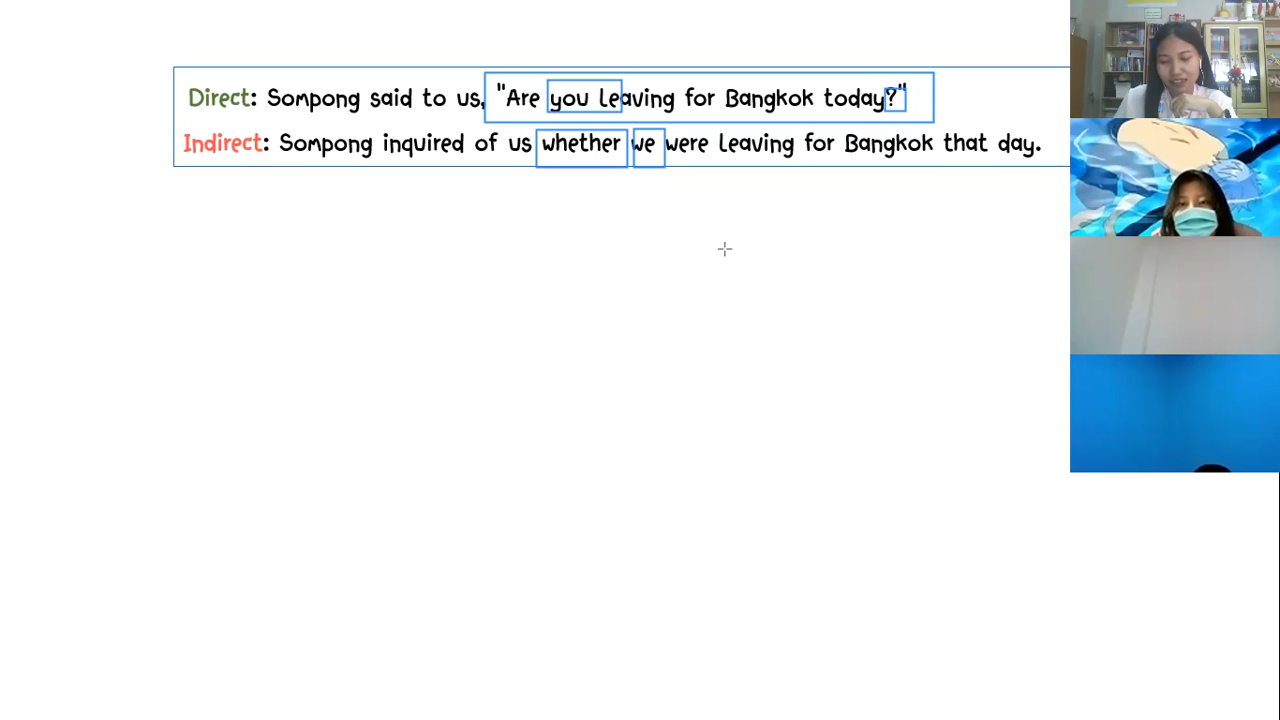 Direct: Sompong said to us, "Are you leaving for Bangkok today?"
Indirect: Sompong inquired of us whether we were leaving for Bangkok that day.